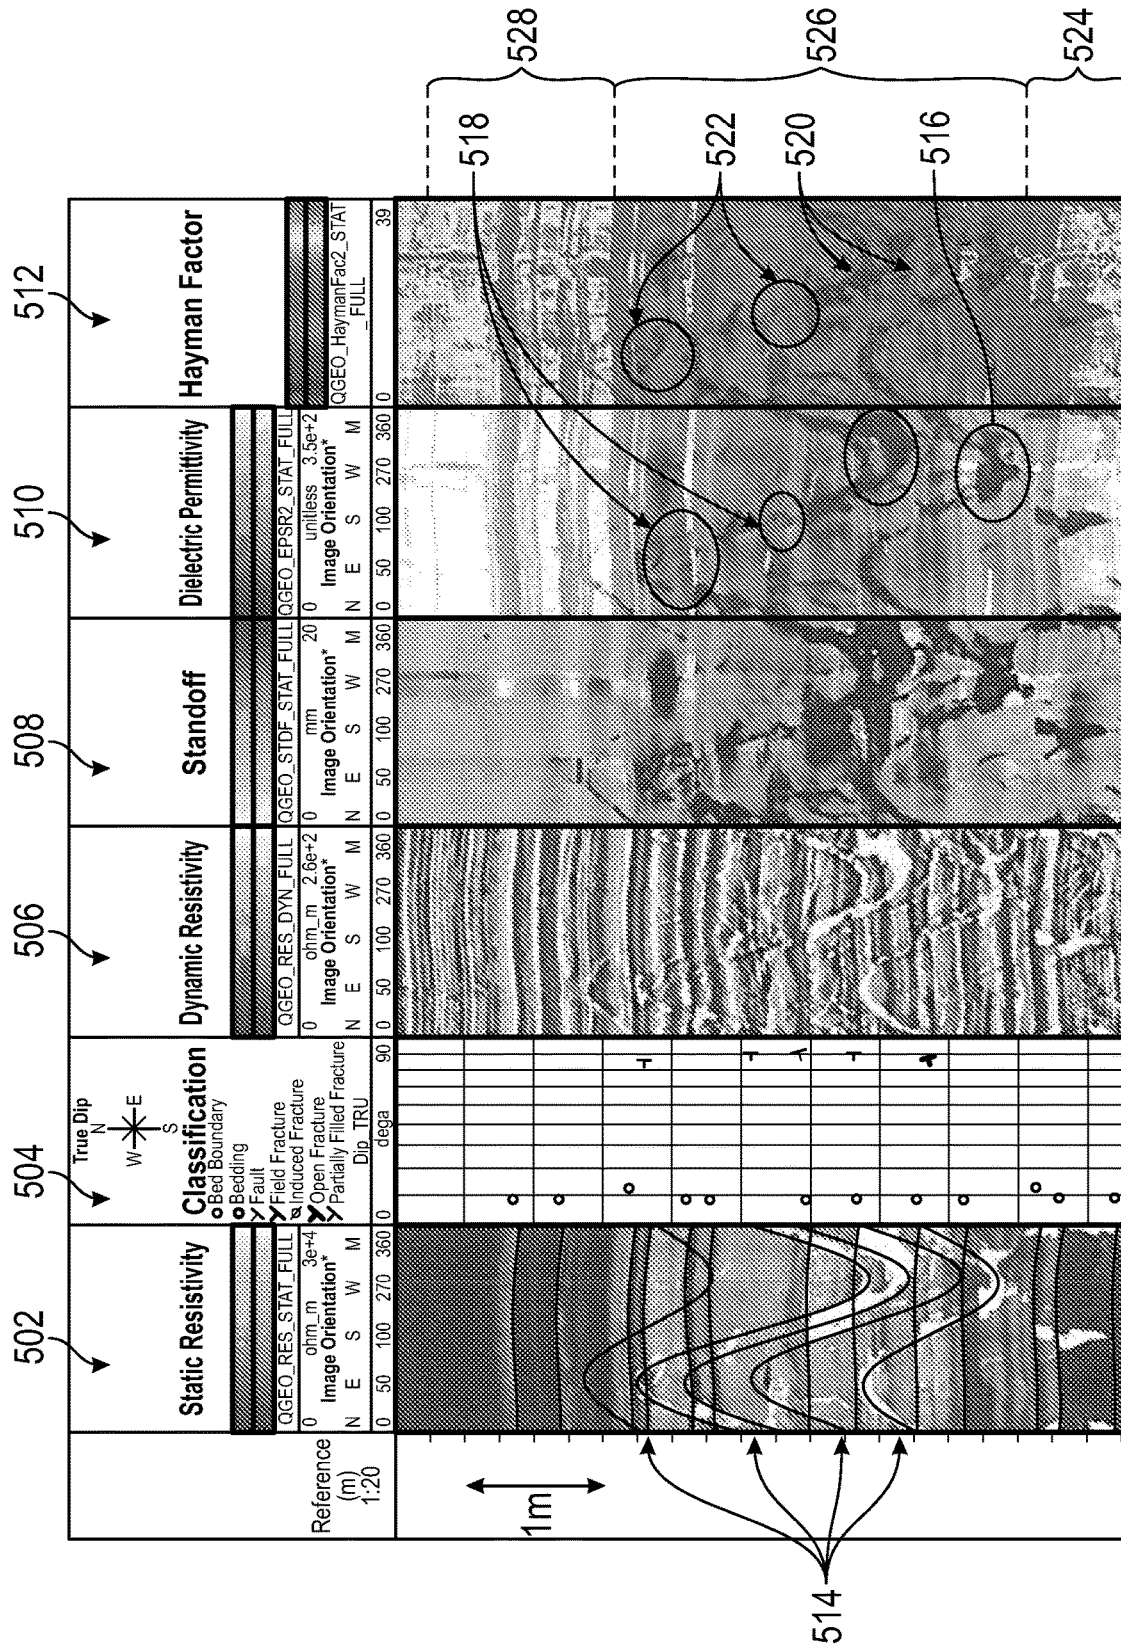 502
504
506
508
510
512
Static Resistivity
QGEO_RES_STAT_FULL
0 ohm_m 3e+4
Image Orientation*
N E S W M
0 50 100 270 360
True Dip
N
W E
S
Classification
Bed Boundary
Bedding
Fault
Field Fracture
Induced Fracture
Open Fracture
Partially Filled Fracture
Dip TRU
0 dega 90
Dynamic Resistivity
QGEO_RES_DYN_FULL
0 ohm_m 2.6e+2
Image Orientation*
N E S W M
0 50 100 270 360
Standoff
QGEO_STDF_STAT_FULL
0 mm 20
Image Orientation*
N E S W M
0 50 100 270 360
Dielectric Permittivity
QGEO_EPSR2_STAT_FULL
0 unitless 3.5e+2
Image Orientation*
N E S W M
0 50 100 270 360
Hayman Factor
QGEO_HaymanFac2_STAT
_FULL
0 39
Reference
(m)
1:20
1m
514
518
522
520
516
528
526
524